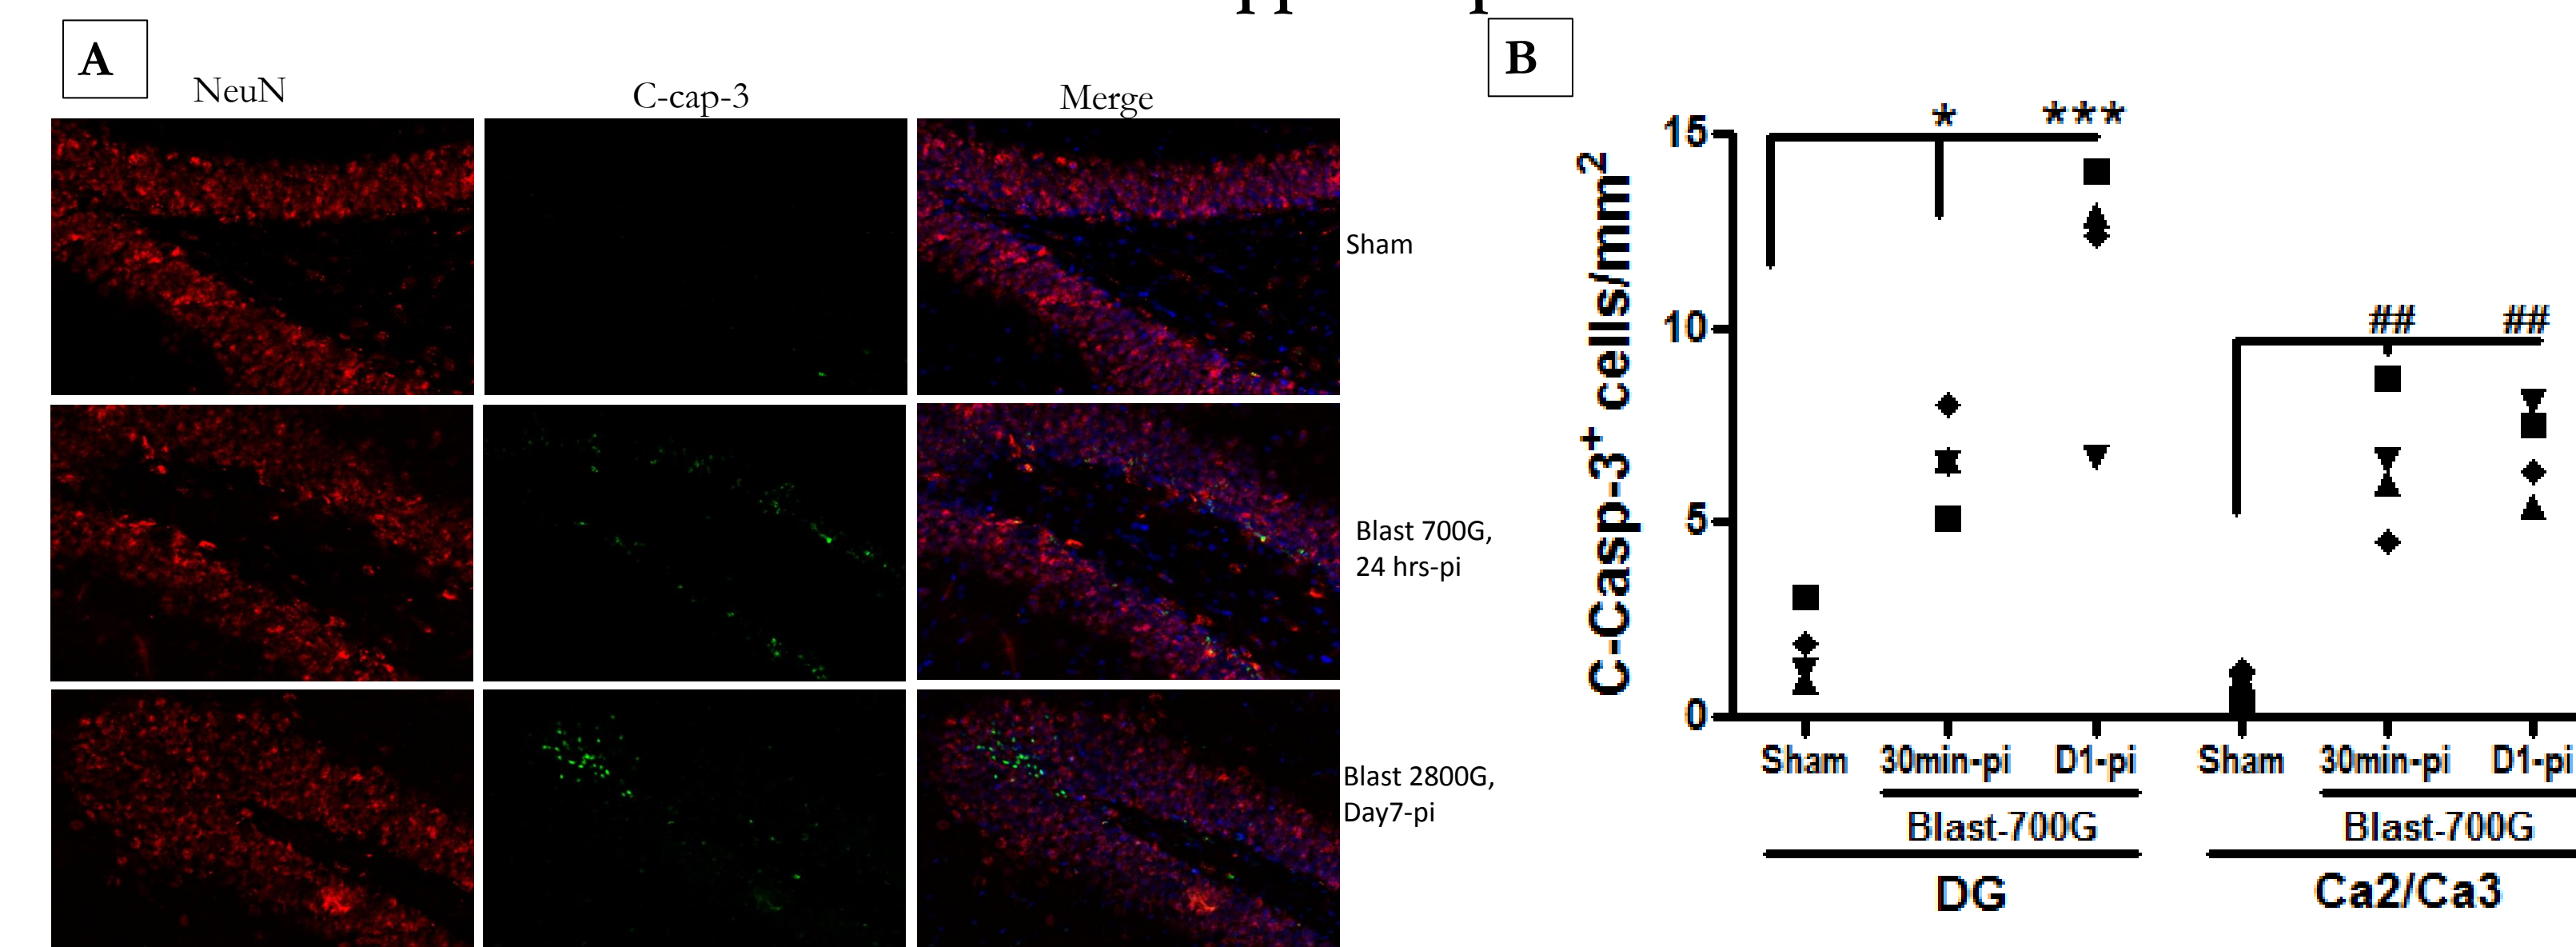 A
NeuN
C-cap-3
Merge
Sham
Blast 700G,
24 hrs-pi
Blast 2800G,
Day7-pi
B
* ***
15
10
5
0
C-Casp-3+ cells/mm2
## ##
Sham 30min-pi D1-pi Sham 30min-pi D1-pi
Blast-700G Blast-700G
DG Ca2/Ca3